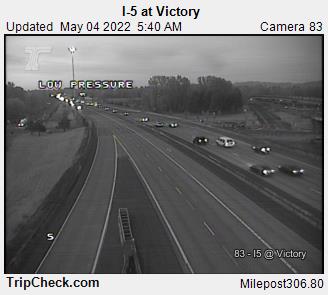 I-5 at Victory
Updated May 04 2022 5:40 AM Camera 83
LOW PRESSURE
S
83 - I5 @ Victory
TripCheck.com Milepost306.80